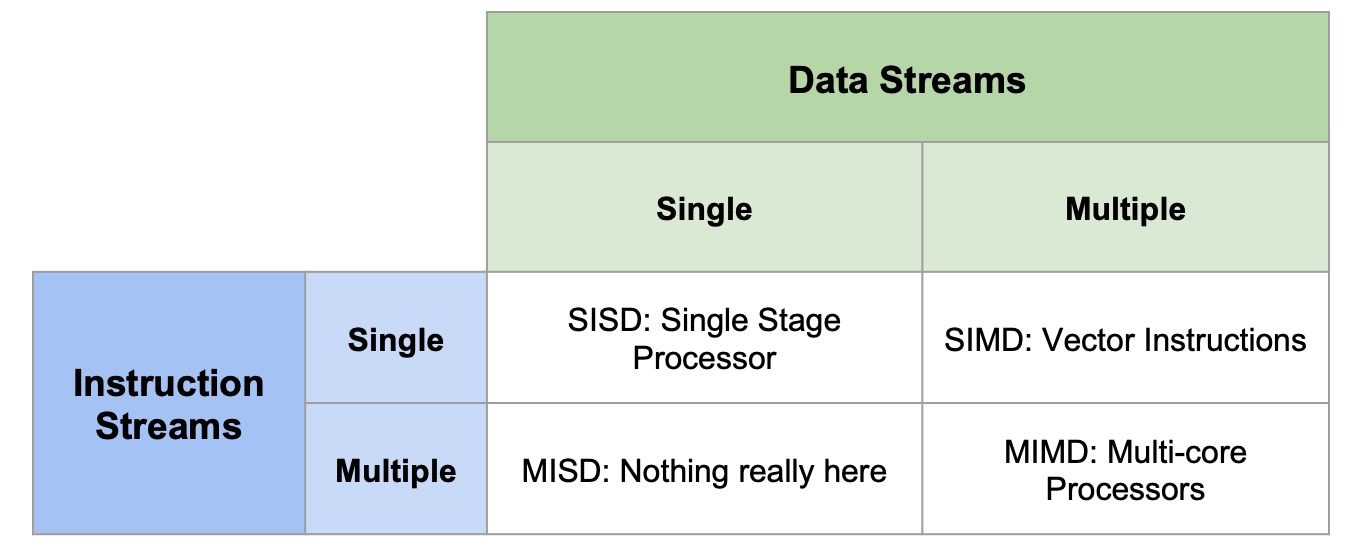 Data Streams
Single
Multiple
Instruction
Streams
Single
SISD: Single Stage
Processor
SIMD: Vector Instructions
Multiple
MISD: Nothing really here
MIMD: Multi-core
Processors